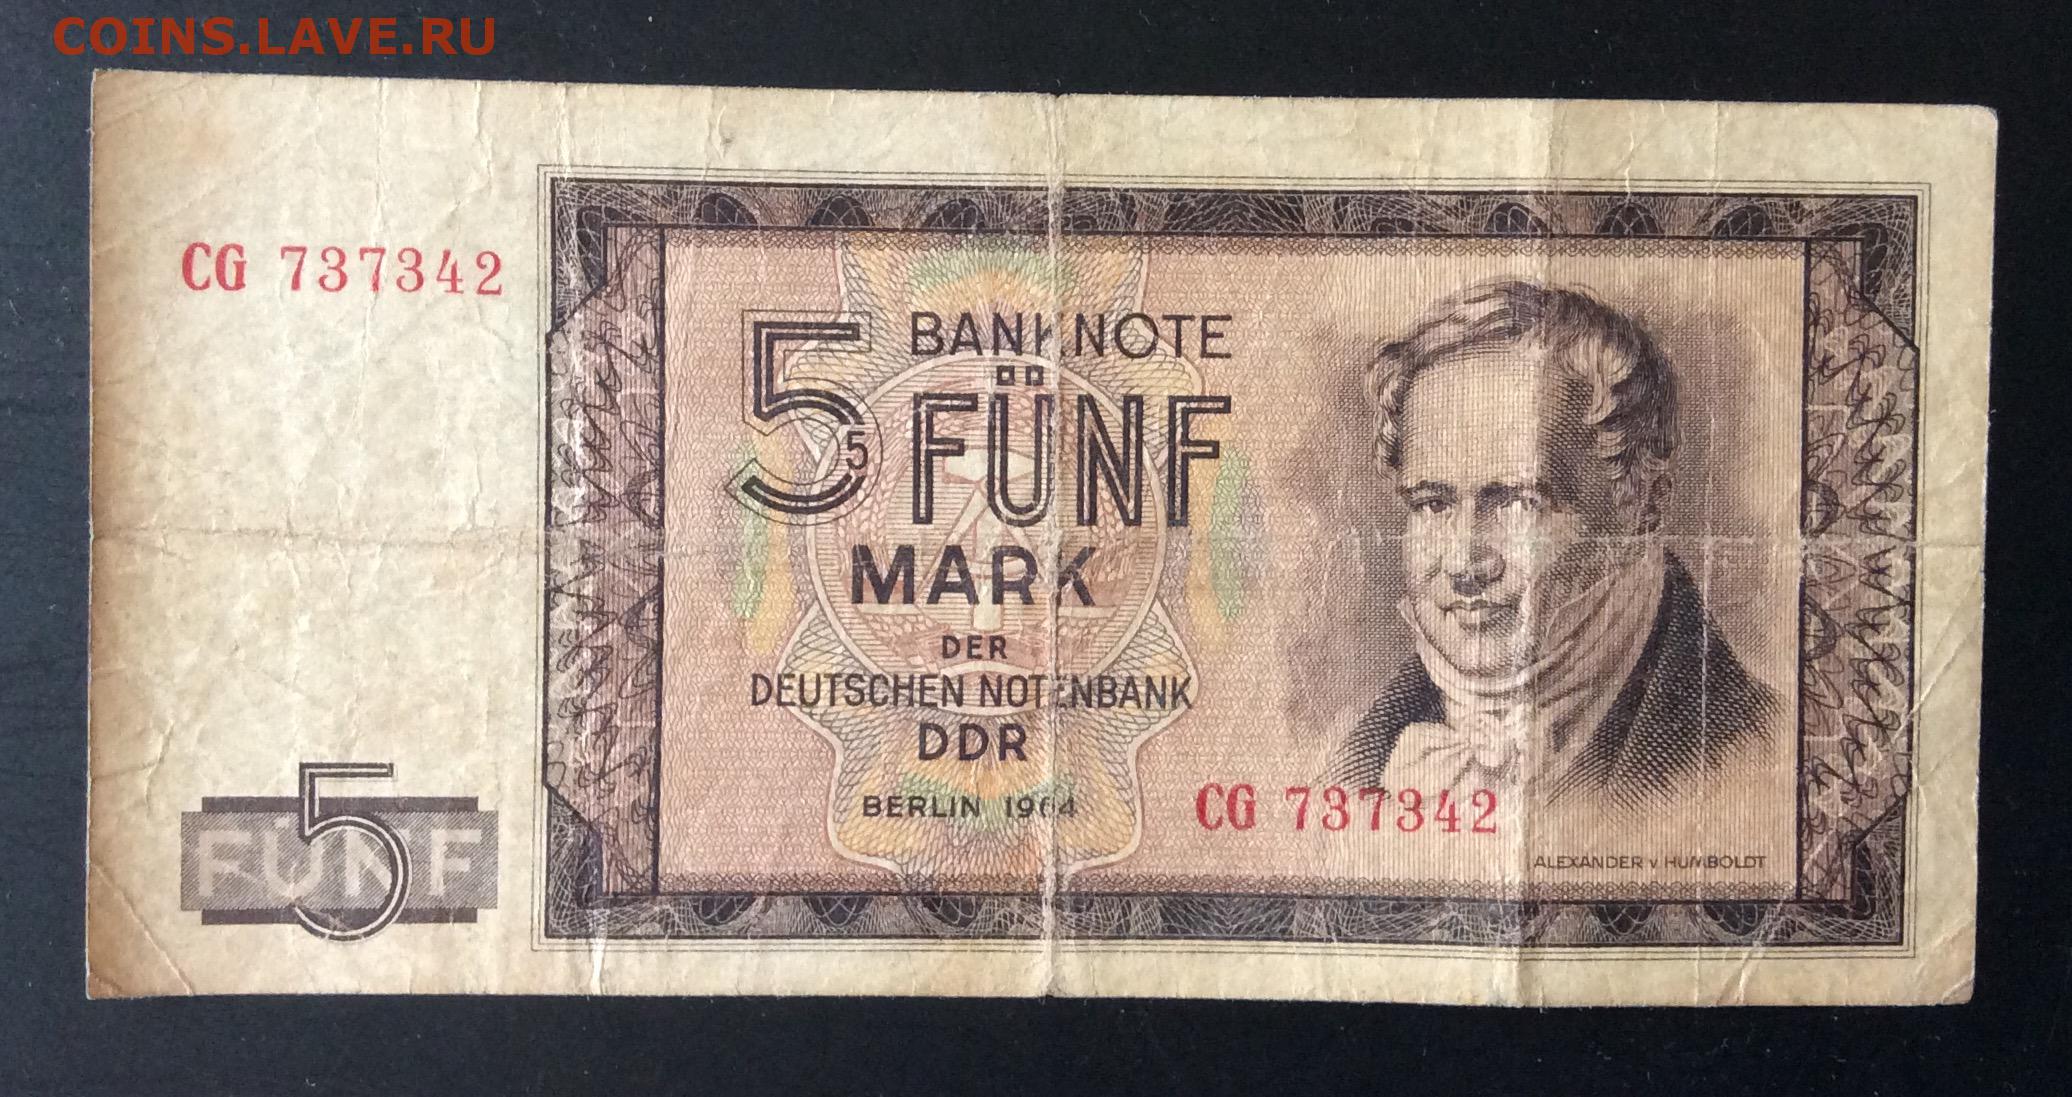 COINS.LAVE.RU
CG 737342
5 BANKNOTE
5 FÜNF
MARK
DER
DEUTSCHEN NOTENBANK
DDR
BERLIN 1964
CG 737342
ALEXANDER v HUMBOLDT
5
FÜNF